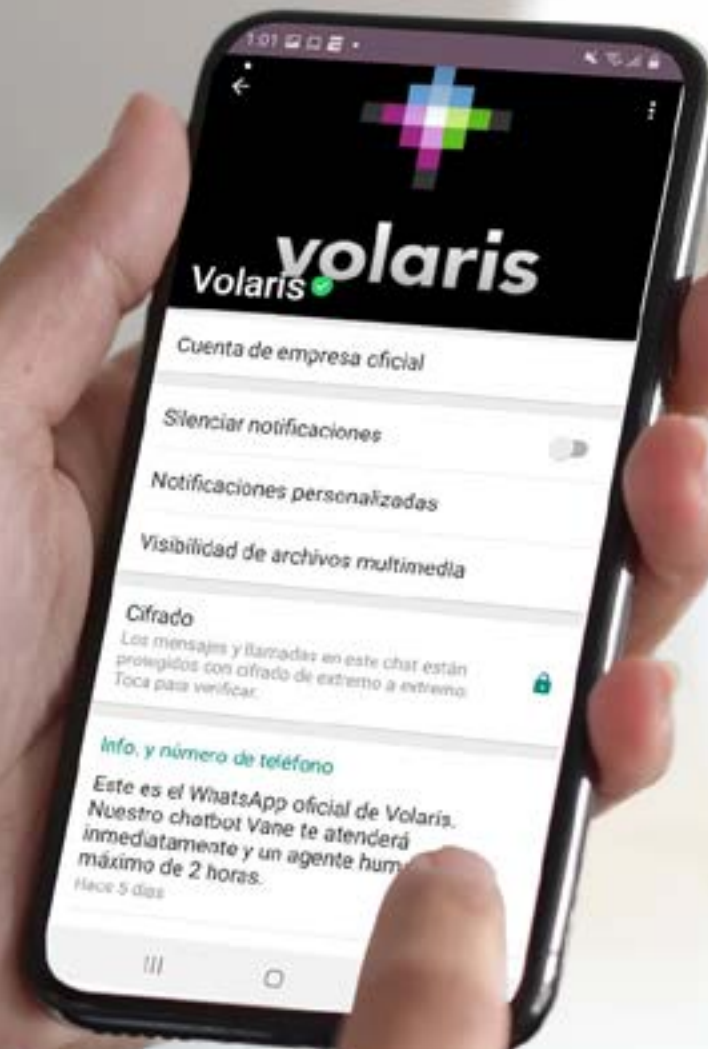 1:01
volaris
Volaris
Cuenta de empresa oficial
Silenciar notificaciones
Notificaciones personalizadas
Visibilidad de archivos multimedia
Cifrado
Los mensajes y llamadas en este chat están
protegidos con cifrado de extremo a extremo.
Toca para verificar.
Info. y número de teléfono
Este es el WhatsApp oficial de Volaris.
Nuestro chatbot Vane te atenderá
inmediatamente y un agente hum
máximo de 2 horas.
Hace 5 días